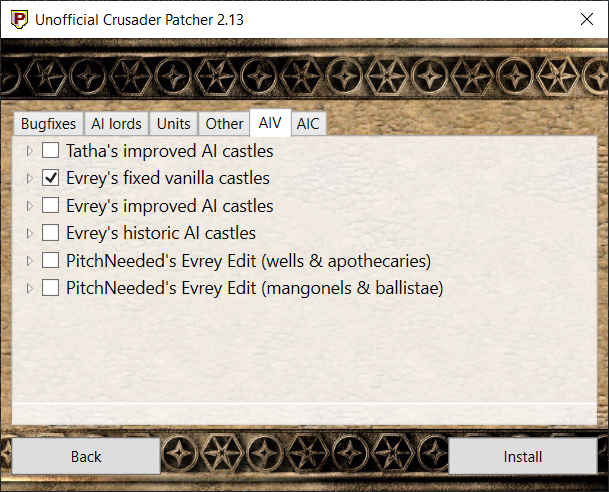 Unofficial Crusader Patcher 2.13
Bugfixes AI lords Units Other AIV AIC
Tatha's improved AI castles
Evrey's fixed vanilla castles
Evrey's improved AI castles
Evrey's historic AI castles
PitchNeeded's Evrey Edit (wells & apothecaries)
PitchNeeded's Evrey Edit (mangonels & ballistae)
Back Install